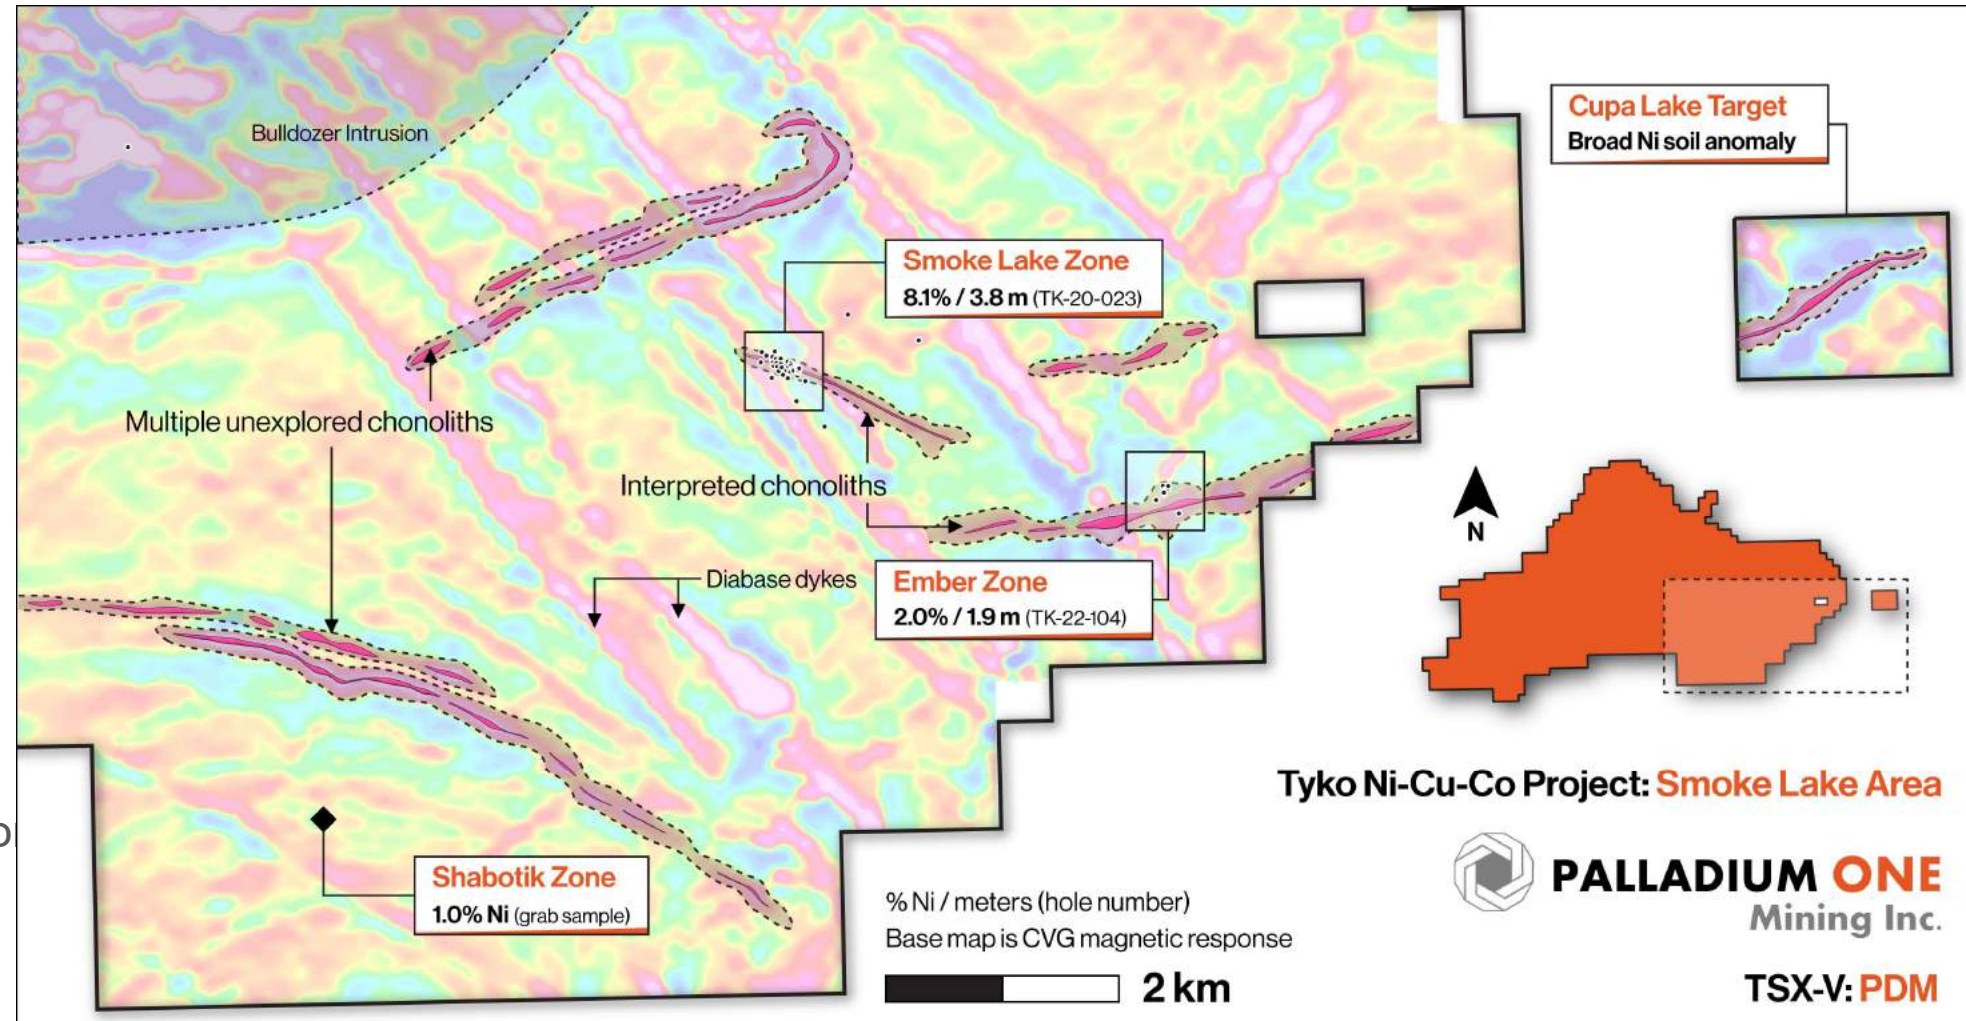 Bulldozer Intrusion
Cupa Lake Target
Broad Ni soil anomaly
Smoke Lake Zone
8.1% / 3.8 m (TK-20-023)
Multiple unexplored chonoliths
Interpreted chonoliths
N
Diabase dykes
Ember Zone
2.0% / 1.9 m (TK-22-104)
Tyko Ni-Cu-Co Project: Smoke Lake Area
Shabotik Zone
1.0% Ni (grab sample)
% Ni / meters (hole number)
Base map is CVG magnetic response
2 km
PALLADIUM ONE
Mining Inc.
TSX-V: PDM